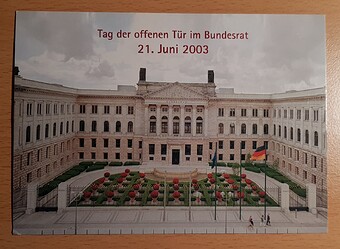 Tag der offenen Tür im Bundesrat
21. Juni 2003